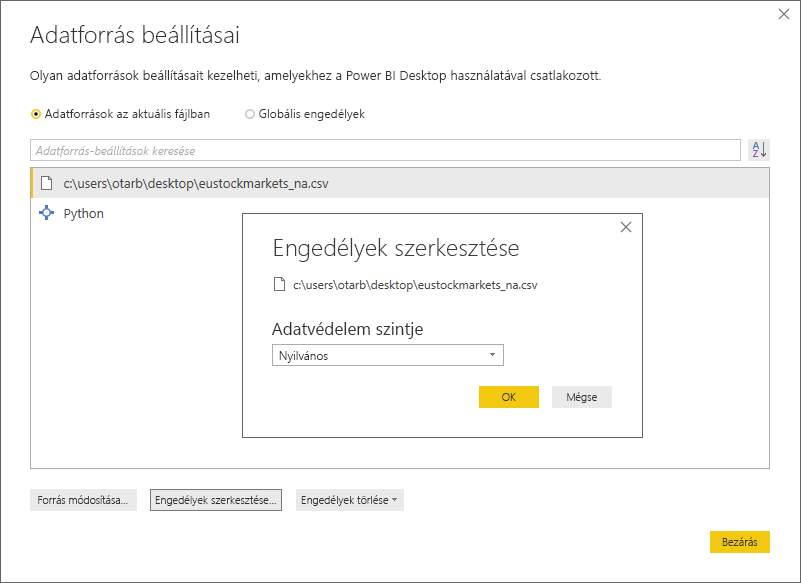 Adatforrás beállításai
Olyan adatforrások beállításait kezelheti, amelyekhez a Power BI Desktop használatával csatlakozott.
Adatforrások az aktuális fájlban
Globális engedélyek
Adatforrás-beállítások keresése
AZ
c:\users\otarb\desktop\eustockmarkets_na.csv
Python
Engedélyek szerkesztése
c:\users\otarb\desktop\eustockmarkets_na.csv
Adatvédelem szintje
Nyilvános
OK
Mégse
Forrás módosítása...
Engedélyek szerkesztése...
Engedélyek törlése
Bezárás